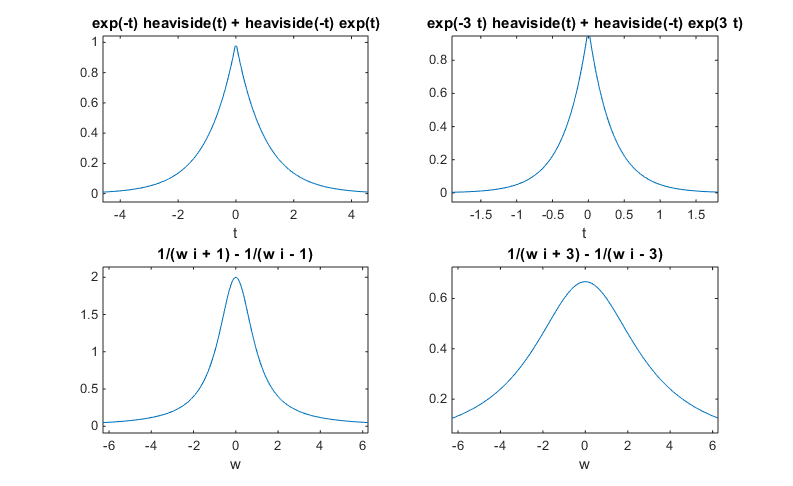 exp(-t) heaviside(t) + heaviside(-t) exp(t)
1
0.8
0.6
0.4
0.2
0
-4 -2 0 2 4
t
exp(-3 t) heaviside(t) + heaviside(-t) exp(3 t)
0.8
0.6
0.4
0.2
0
-1.5 -1 -0.5 0 0.5 1 1.5
t
1/(w i + 1) - 1/(w i - 1)
2
1.5
1
0.5
0
-6 -4 -2 0 2 4 6
w
1/(w i + 3) - 1/(w i - 3)
0.6
0.4
0.2
-6 -4 -2 0 2 4 6
w